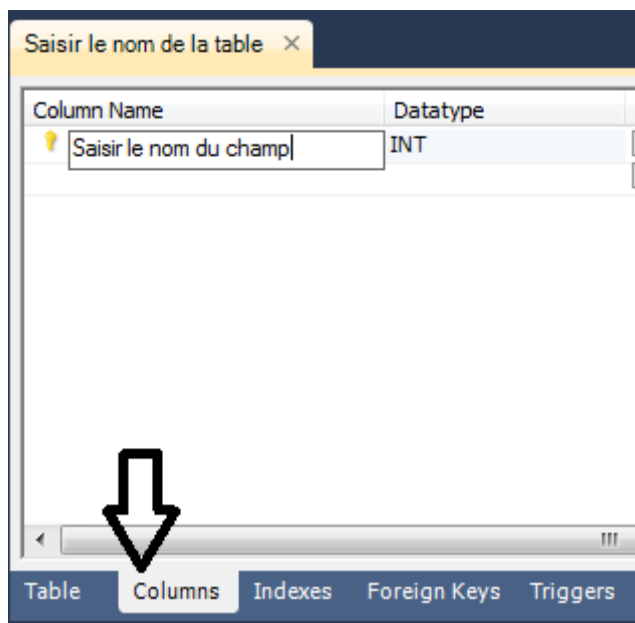 Saisir le nom de la table
Column Name Datatype
Saisir le nom du champ INT
Table Columns Indexes Foreign Keys Triggers